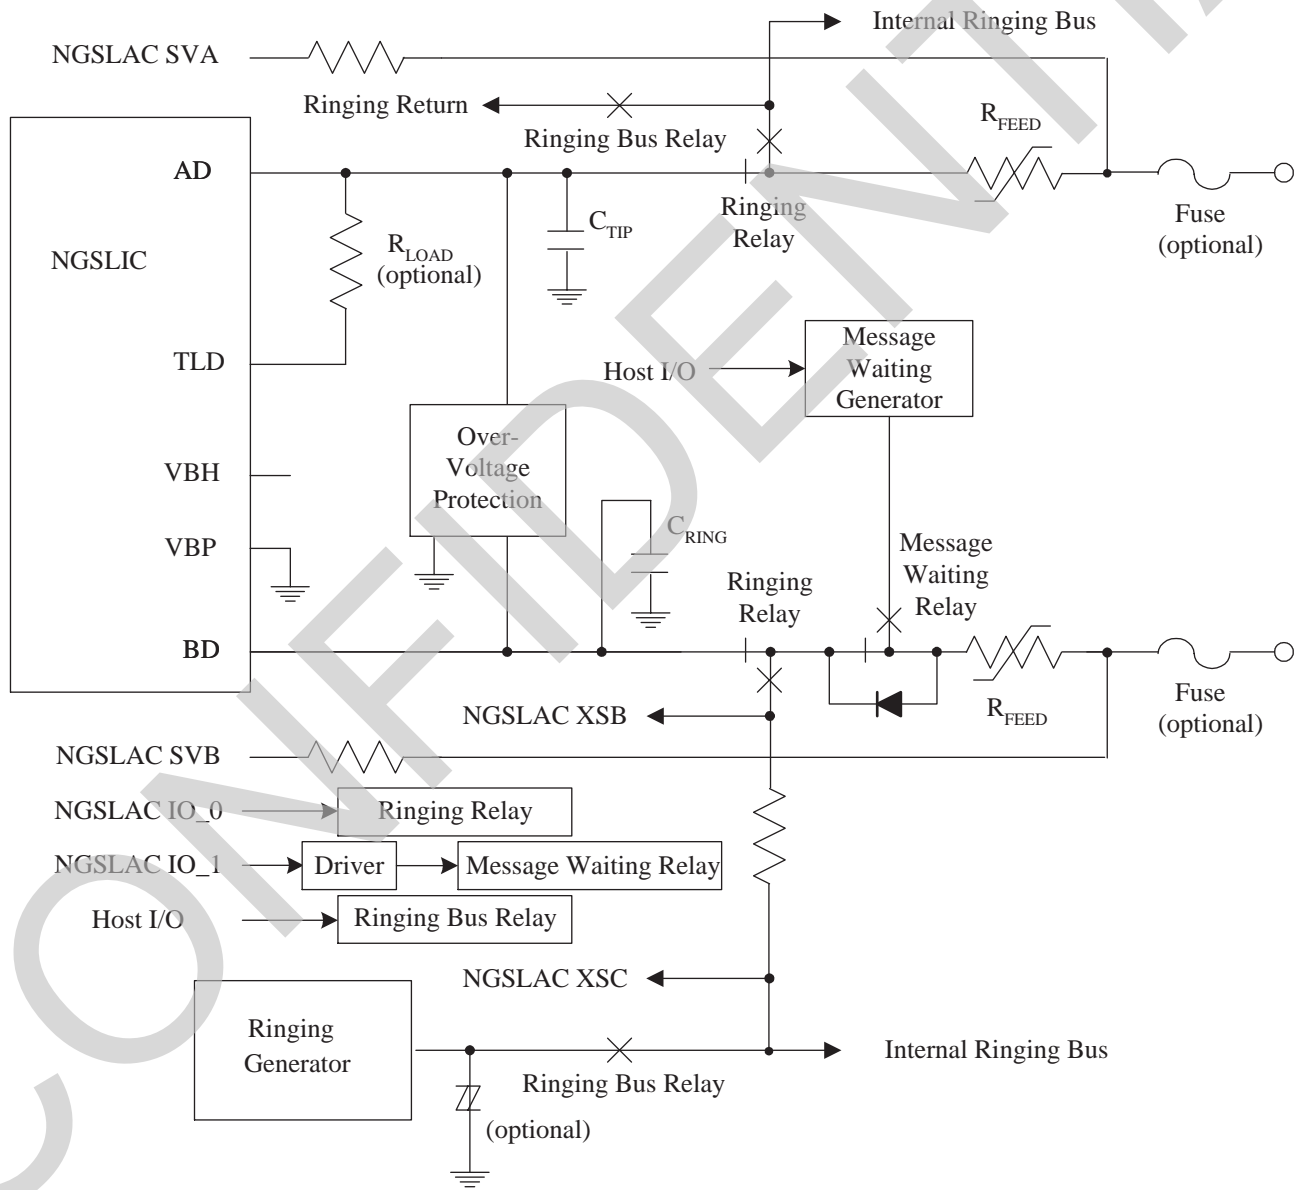 Internal Ringing Bus
NGSLAC SVA
Ringing Return
Ringing Bus Relay
R_FEED
AD
Ringing
Relay
Fuse
(optional)
C_TIP
R_LOAD
(optional)
NGSLIC
TLD
Host I/O
Message
Waiting
Generator
Over-
Voltage
Protection
VBH
C_RING
VBP
Message
Waiting
Relay
Ringing
Relay
BD
R_FEED
Fuse
(optional)
NGSLAC XSB
NGSLAC SVB
NGSLAC IO_0
Ringing Relay
NGSLAC IO_1
Driver
Message Waiting Relay
Host I/O
Ringing Bus Relay
NGSLAC XSC
Ringing
Generator
Internal Ringing Bus
Ringing Bus Relay
(optional)
CONFIDENTIAL